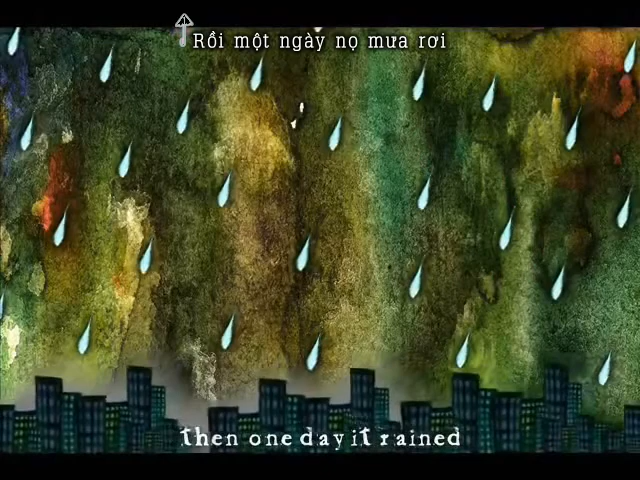 Rồi một ngày nọ mưa rơi
then one day it rained